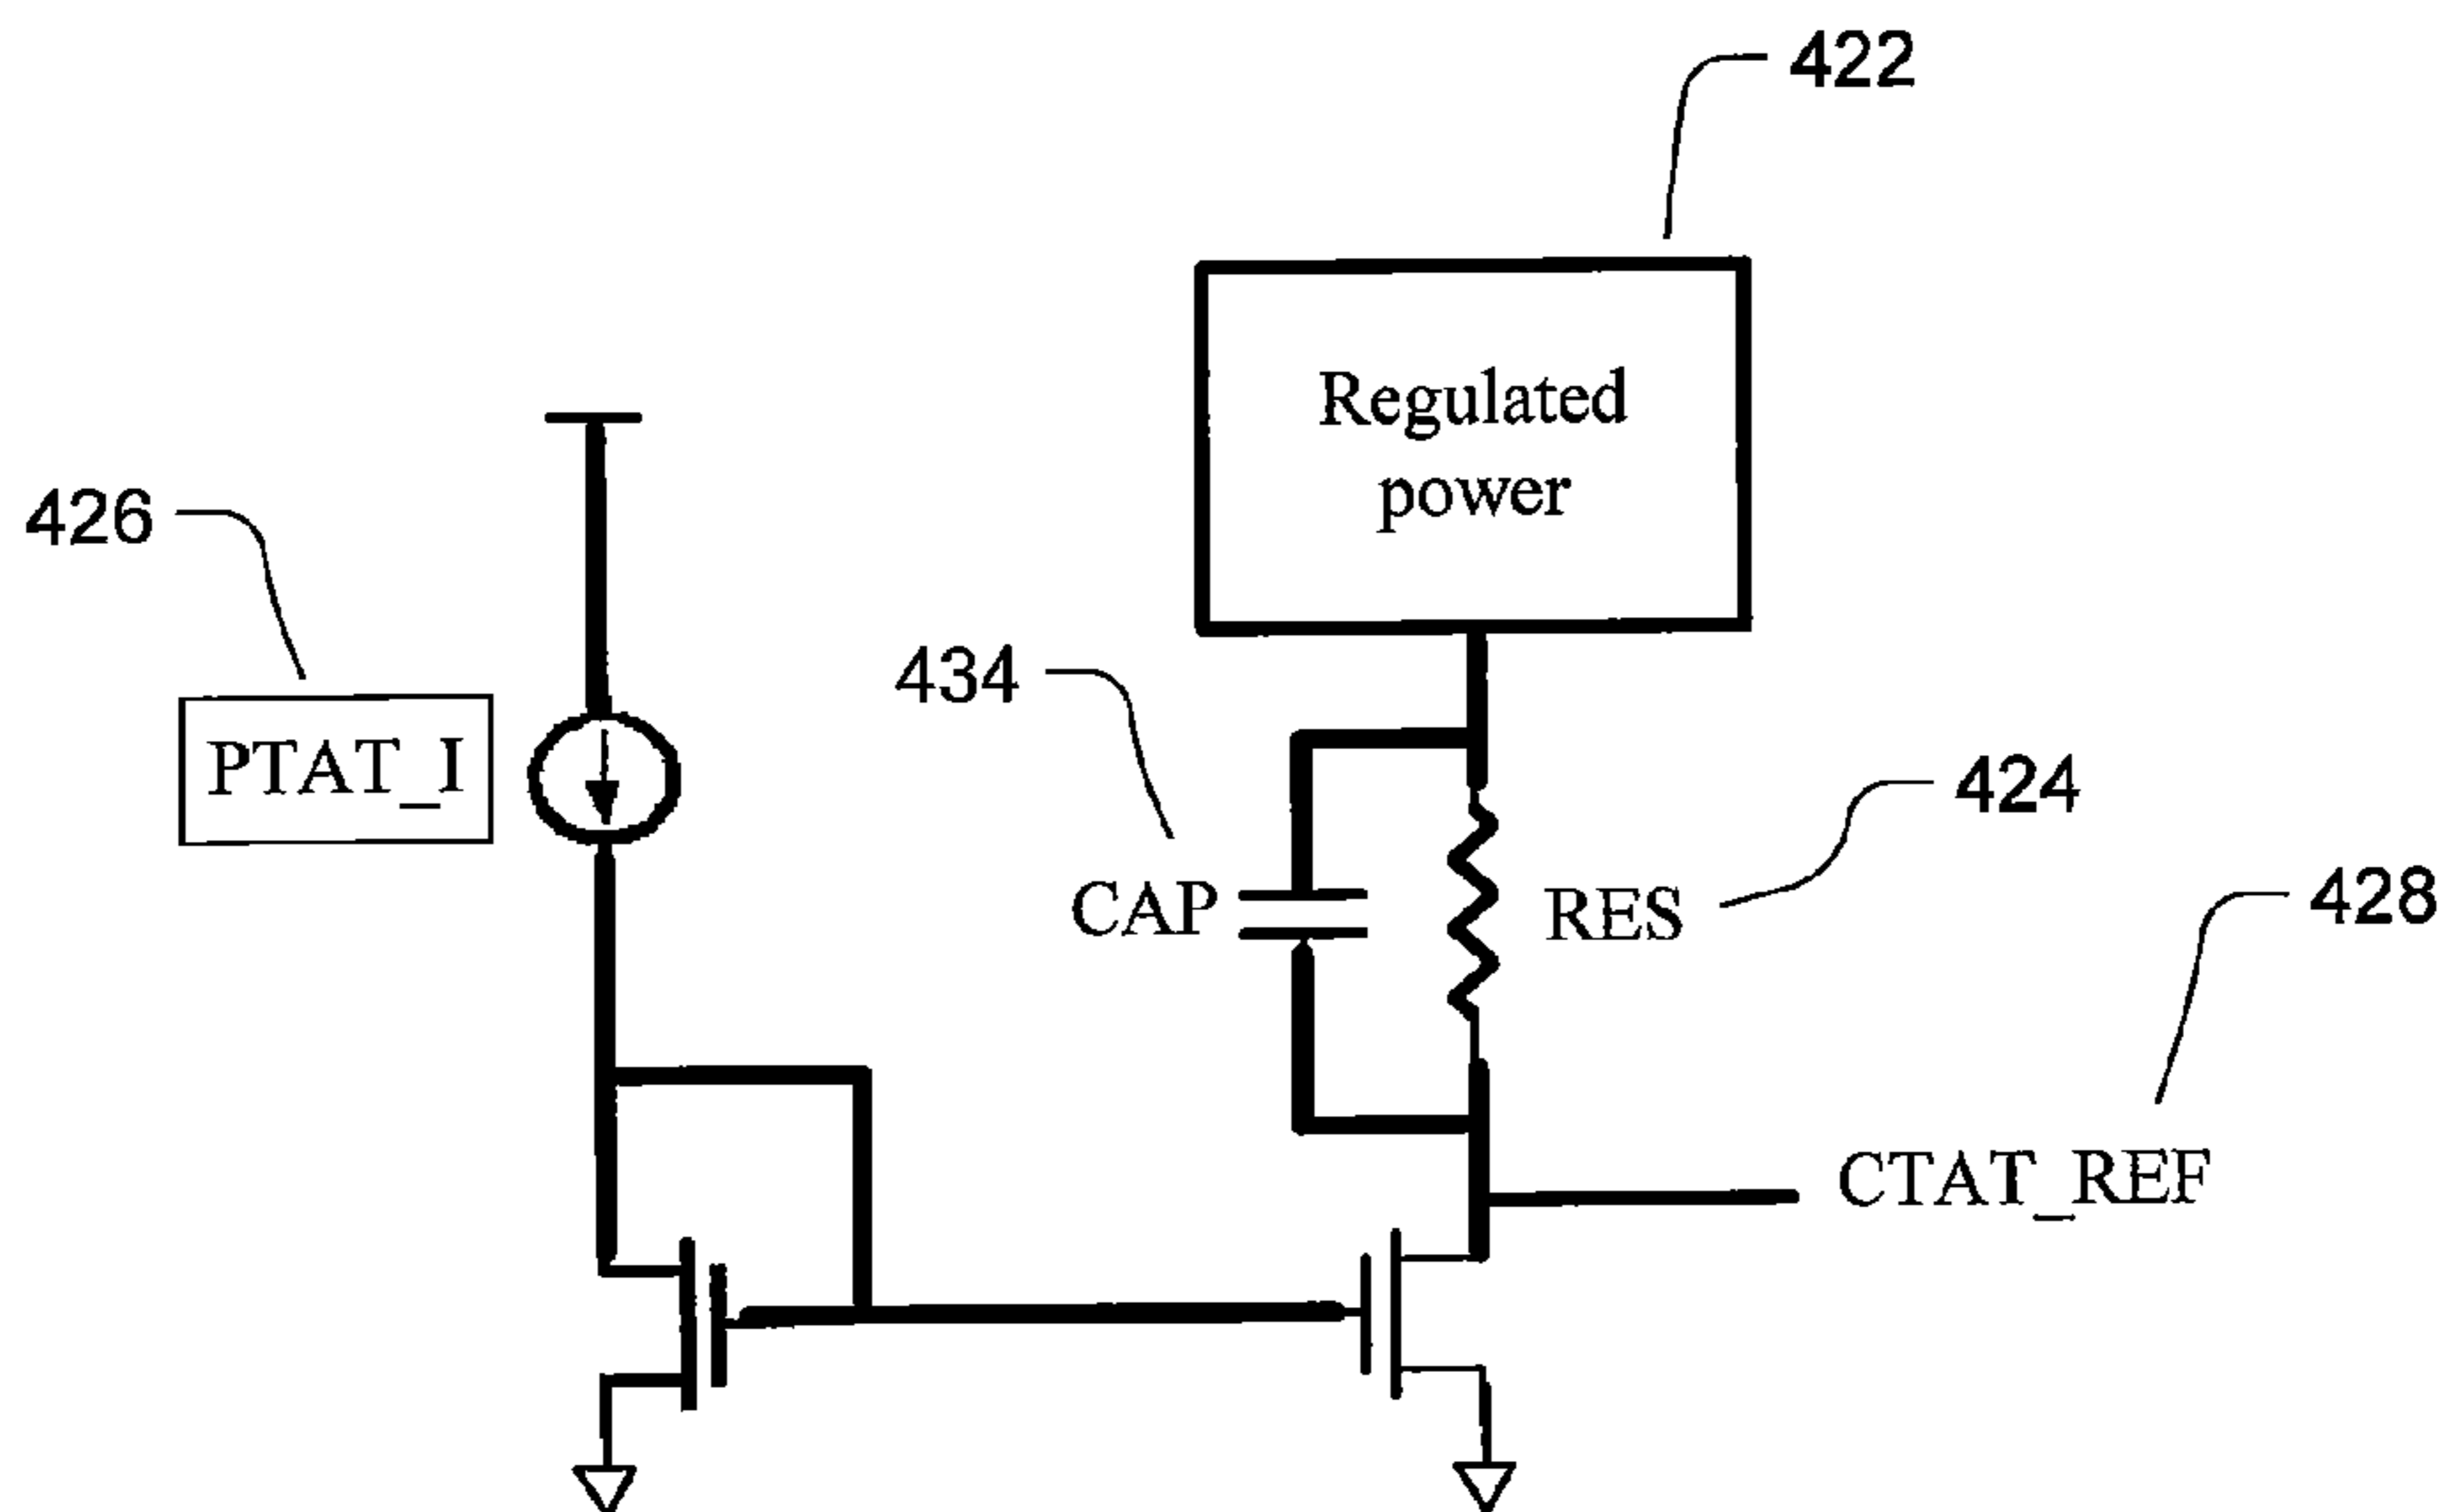 422
Regulated
power
426
434
PTAT_I
424
428
CAP
RES
CTAT_REF